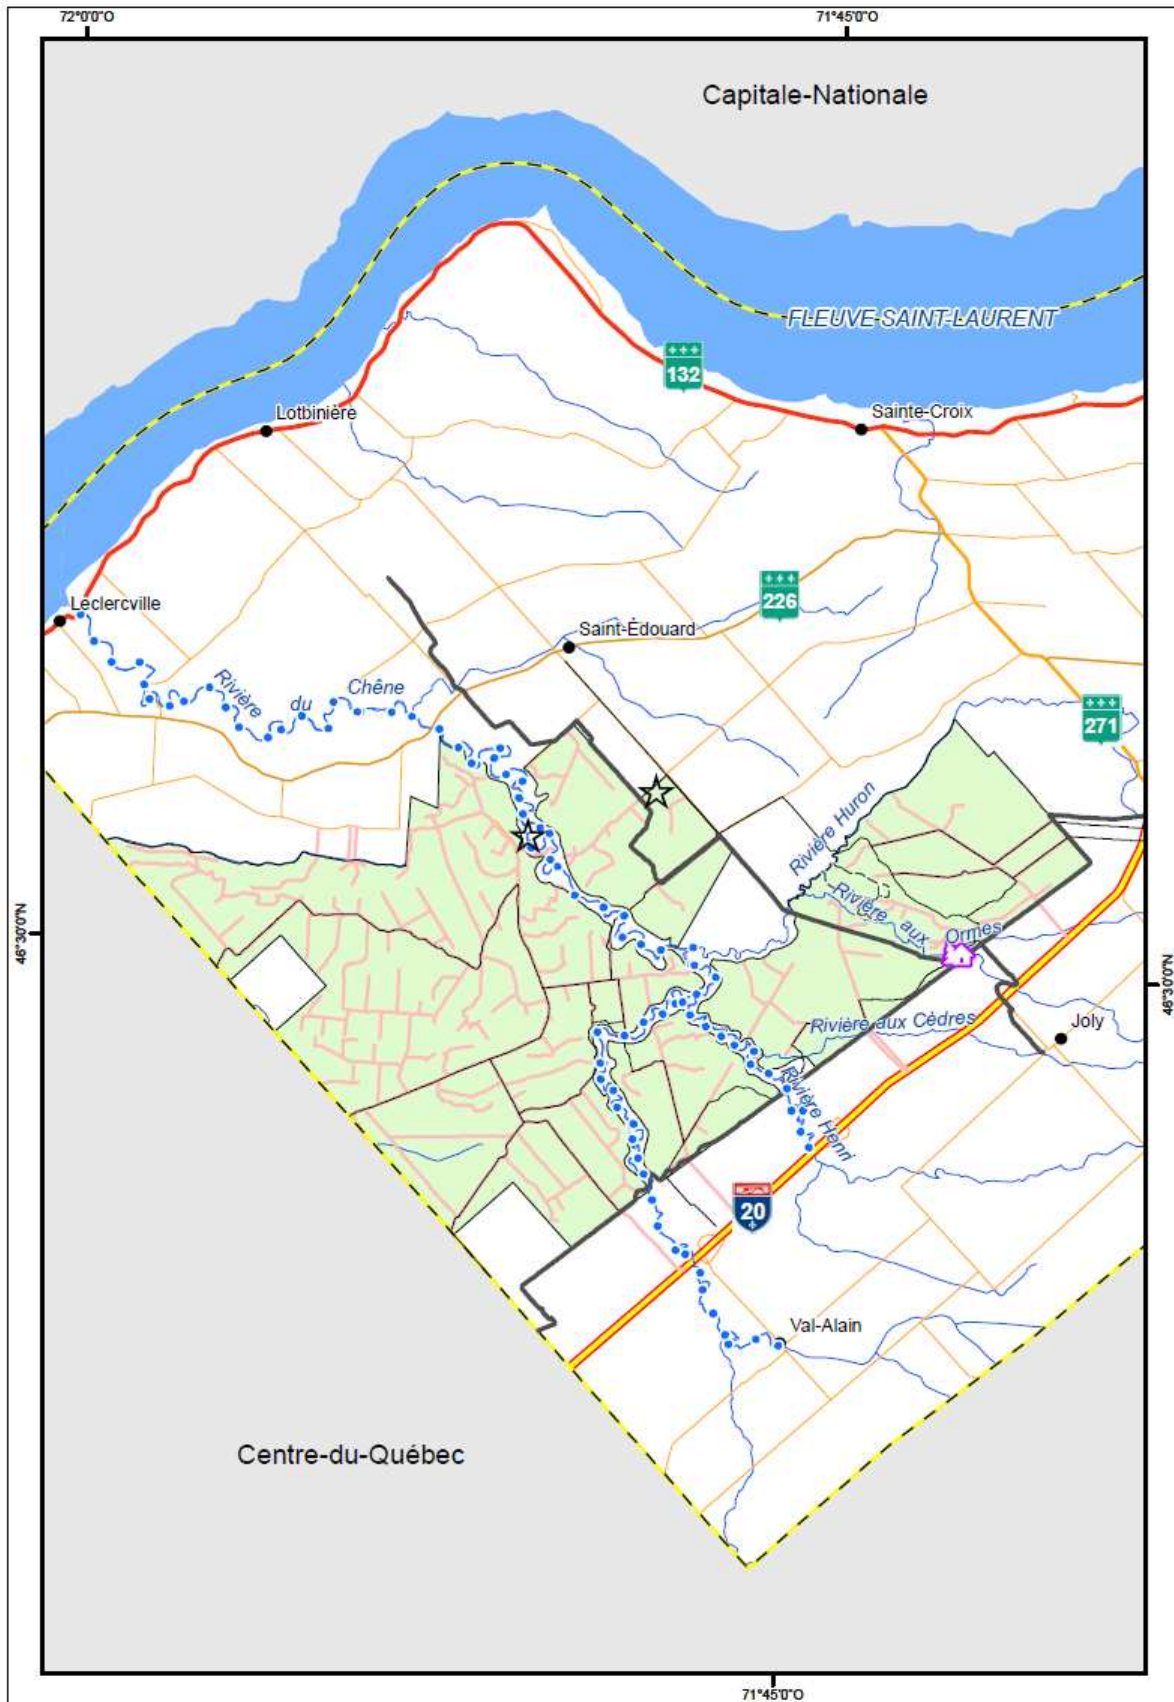 72°0'0"O
71°45'0"O
Capitale-Nationale
FLEUVE SAINT-LAURENT
132
Lotbinière
Sainte-Croix
226
Leclercville
Saint-Édouard
Rivière du Chêne
271
Rivière Huron
Rivière aux Ormes
46°30'0"N
46°30'0"N
Rivière aux Cèdres
Joly
Rivière Henri
20
Val-Alain
Centre-du-Québec
71°45'0"O